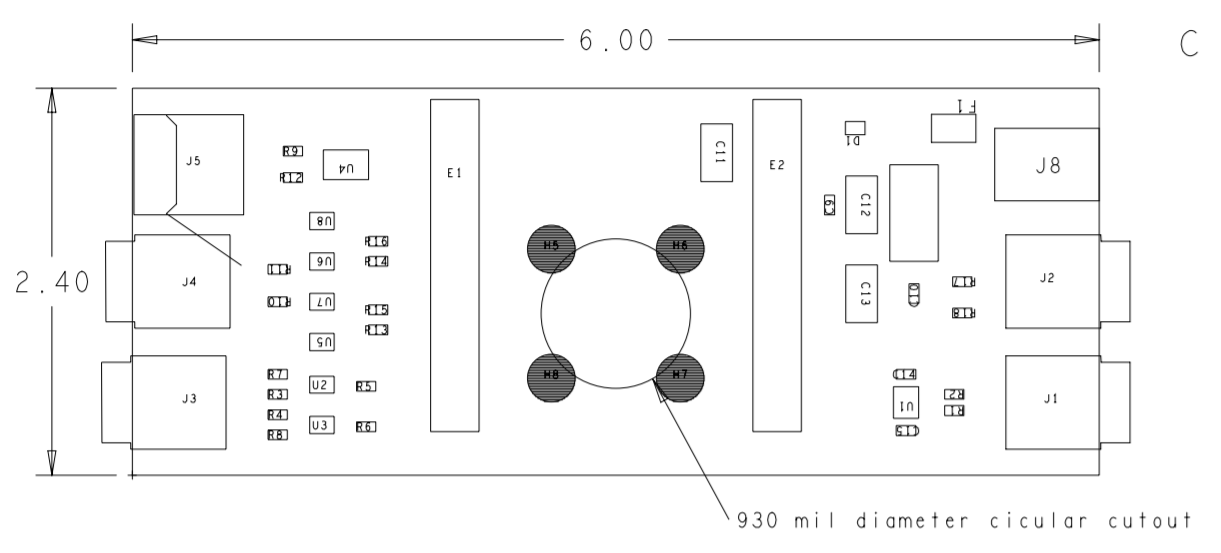 6.00
C
2.40
J5
R9
R12
U4
E1
C11
E2
D1
F1
J8
U8
C9
C12
R16
H5
H6
J4
R11
U6
R14
J2
R10
U7
R15
C13
R17
R18
R13
U5
R7
R3
R4
R8
J3
U2
R5
U3
R6
H8
H7
C14
U1
R2
R1
C15
J1
930 mil diameter cicular cutout